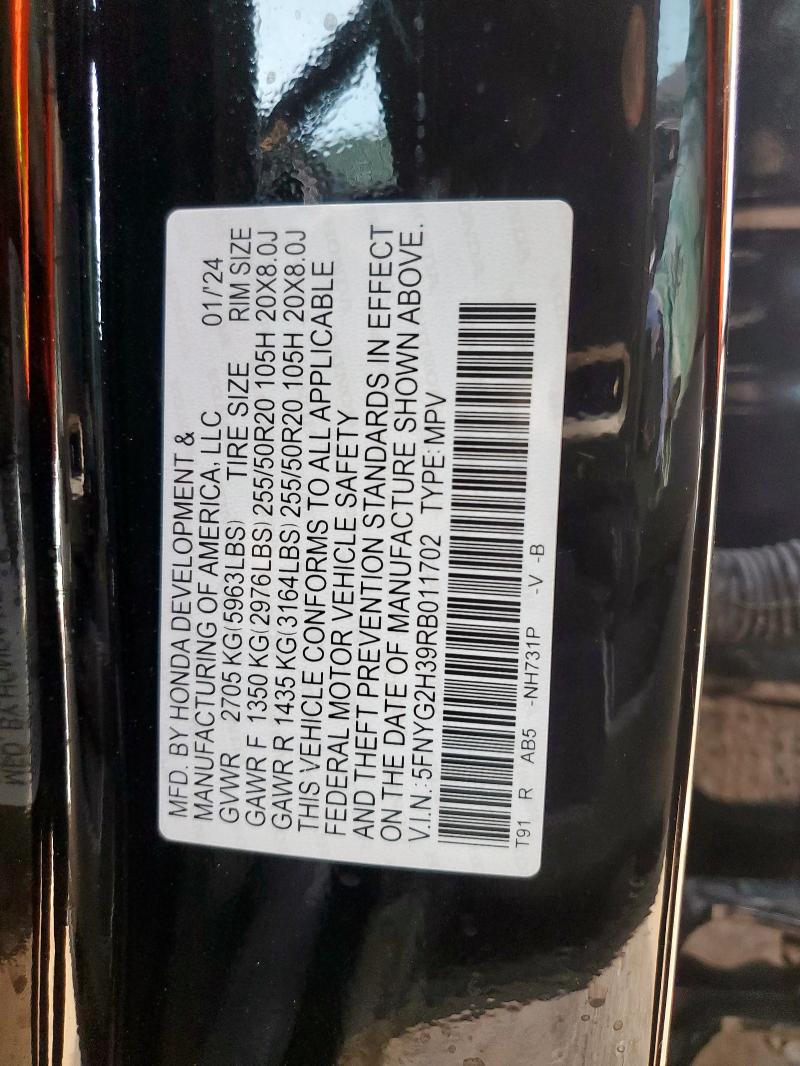 MFD. BY HONDA DEVELOPMENT &
MANUFACTURING OF AMERICA, LLC 01/'24
GVWR 2705 KG(5963LBS) TIRE SIZE RIM SIZE
GAWR F 1350 KG(2976LBS) 255/50R20 105H 20X8.0J
GAWR R 1435 KG(3164LBS) 255/50R20 105H 20X8.0J
THIS VEHICLE CONFORMS TO ALL APPLICABLE
FEDERAL MOTOR VEHICLE SAFETY
AND THEFT PREVENTION STANDARDS IN EFFECT
ON THE DATE OF MANUFACTURE SHOWN ABOVE.
V.I.N.:5FNYG2H39RB011702 TYPE:MPV
T91 R AB5 -NH731P -V -B